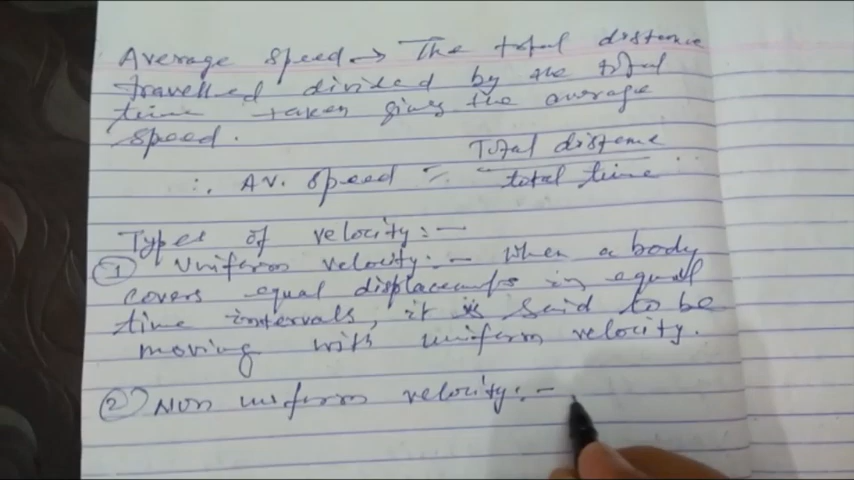 Average speed → The total distance
travelled divided by the total
time taken gives the average
speed.
∴ AV. speed = Total distance / total time
Types of velocity:—
① Uniform velocity:— When a body
covers equal displacements in equal
time intervals, it is said to be
moving with uniform velocity.
② Non uniform velocity:—